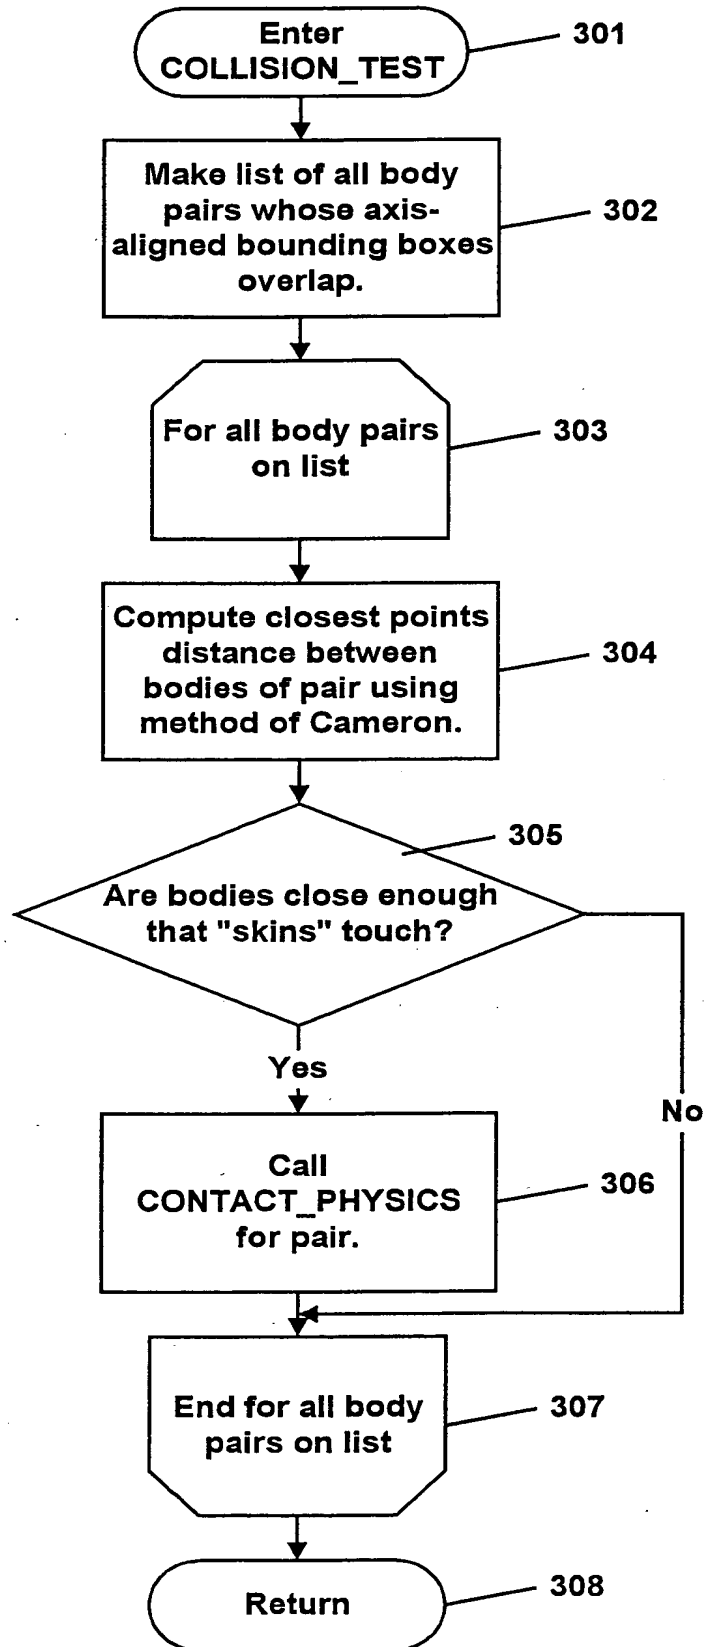 Enter
COLLISION_TEST
301
Make list of all body
pairs whose axis-
aligned bounding boxes
overlap.
302
For all body pairs
on list
303
Compute closest points
distance between
bodies of pair using
method of Cameron.
304
305
Are bodies close enough
that "skins" touch?
Yes
No
Call
CONTACT_PHYSICS
for pair.
306
End for all body
pairs on list
307
Return
308